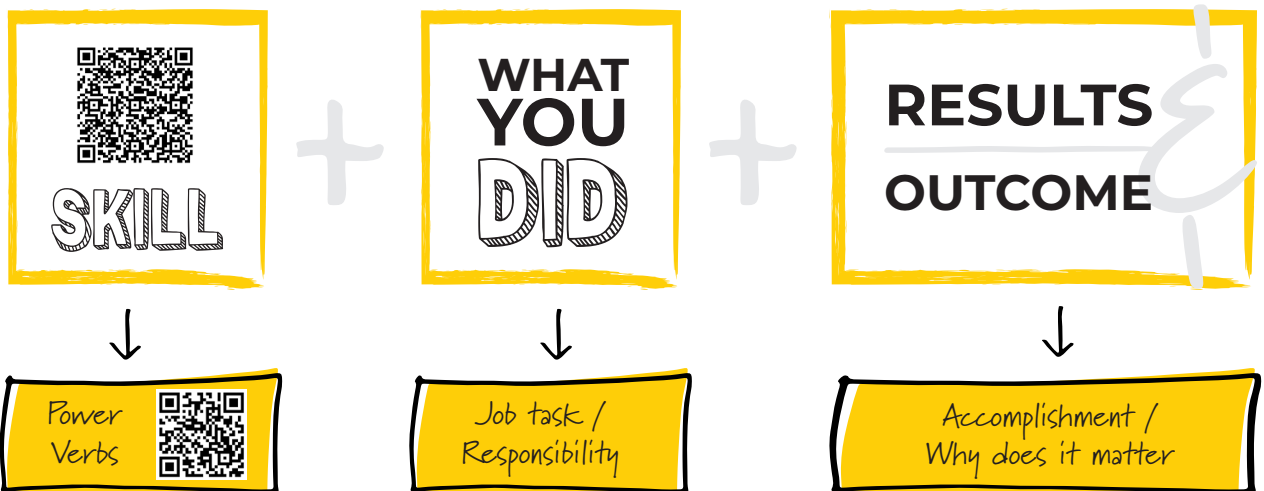 SKILL
+
WHAT
YOU
DID
+
RESULTS
&
OUTCOME
Power
Verbs
Job task /
Responsibility
Accomplishment /
Why does it matter